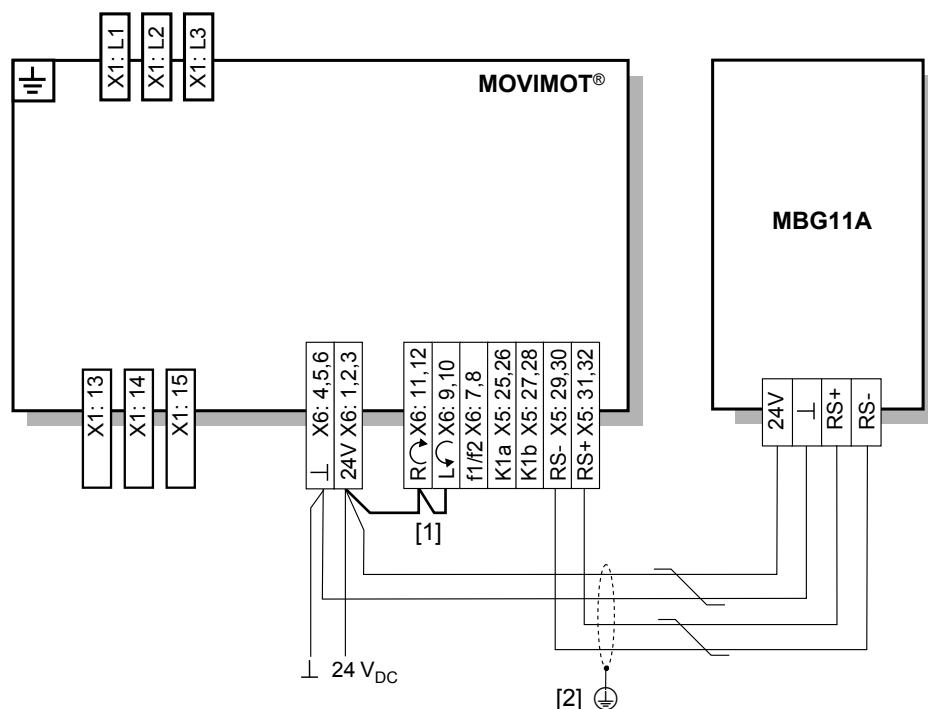 X1: L1
X1: L2
X1: L3
MOVIMOT®
MBG11A
X1: 13
X1: 14
X1: 15
⊥ X6: 4,5,6
24V X6: 1,2,3
R X6: 11,12
L X6: 9,10
f1/f2 X6: 7,8
K1a X5: 25,26
K1b X5: 27,28
RS- X5: 29,30
RS+ X5: 31,32
24V
⊥
RS+
RS-
[1]
⊥ 24 VDC
[2]